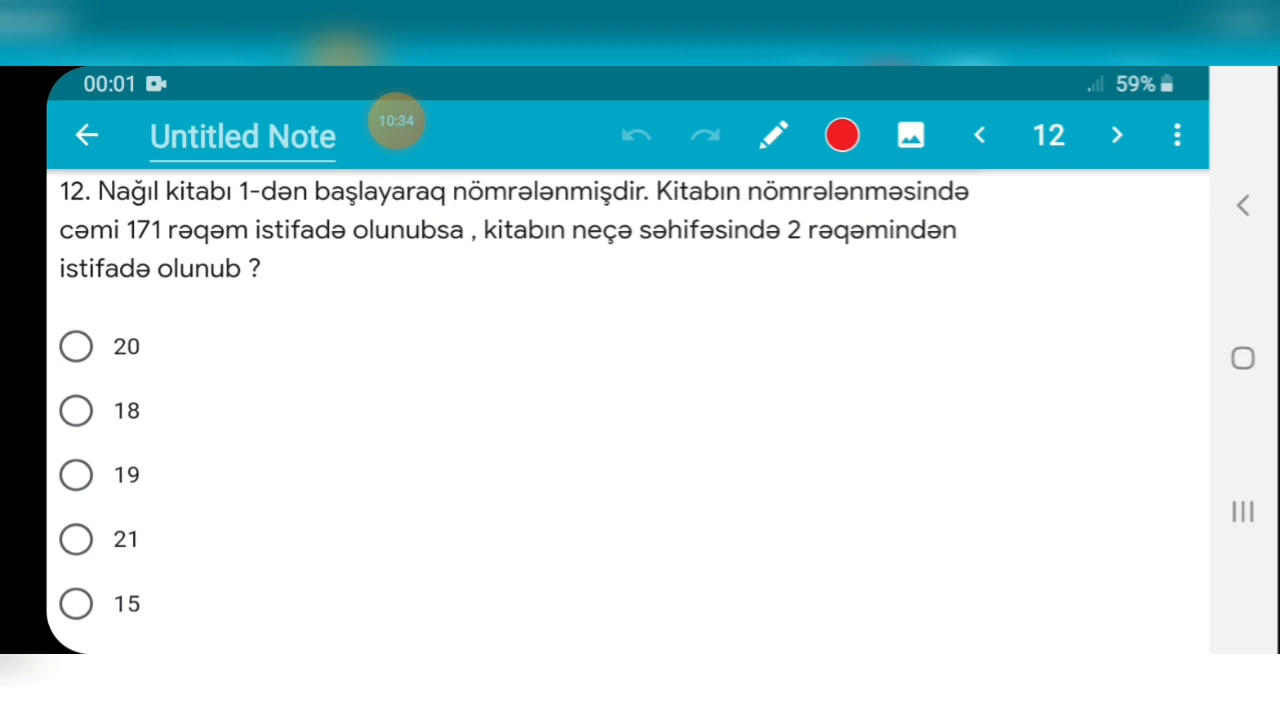 00:01
59%
Untitled Note
10:34
12
12. Nağıl kitabı 1-dən başlayaraq nömrələnmişdir. Kitabın nömrələnməsində
cəmi 171 rəqəm istifadə olunubsa , kitabın neçə səhifəsində 2 rəqəmindən
istifadə olunub ?
20
18
19
21
15